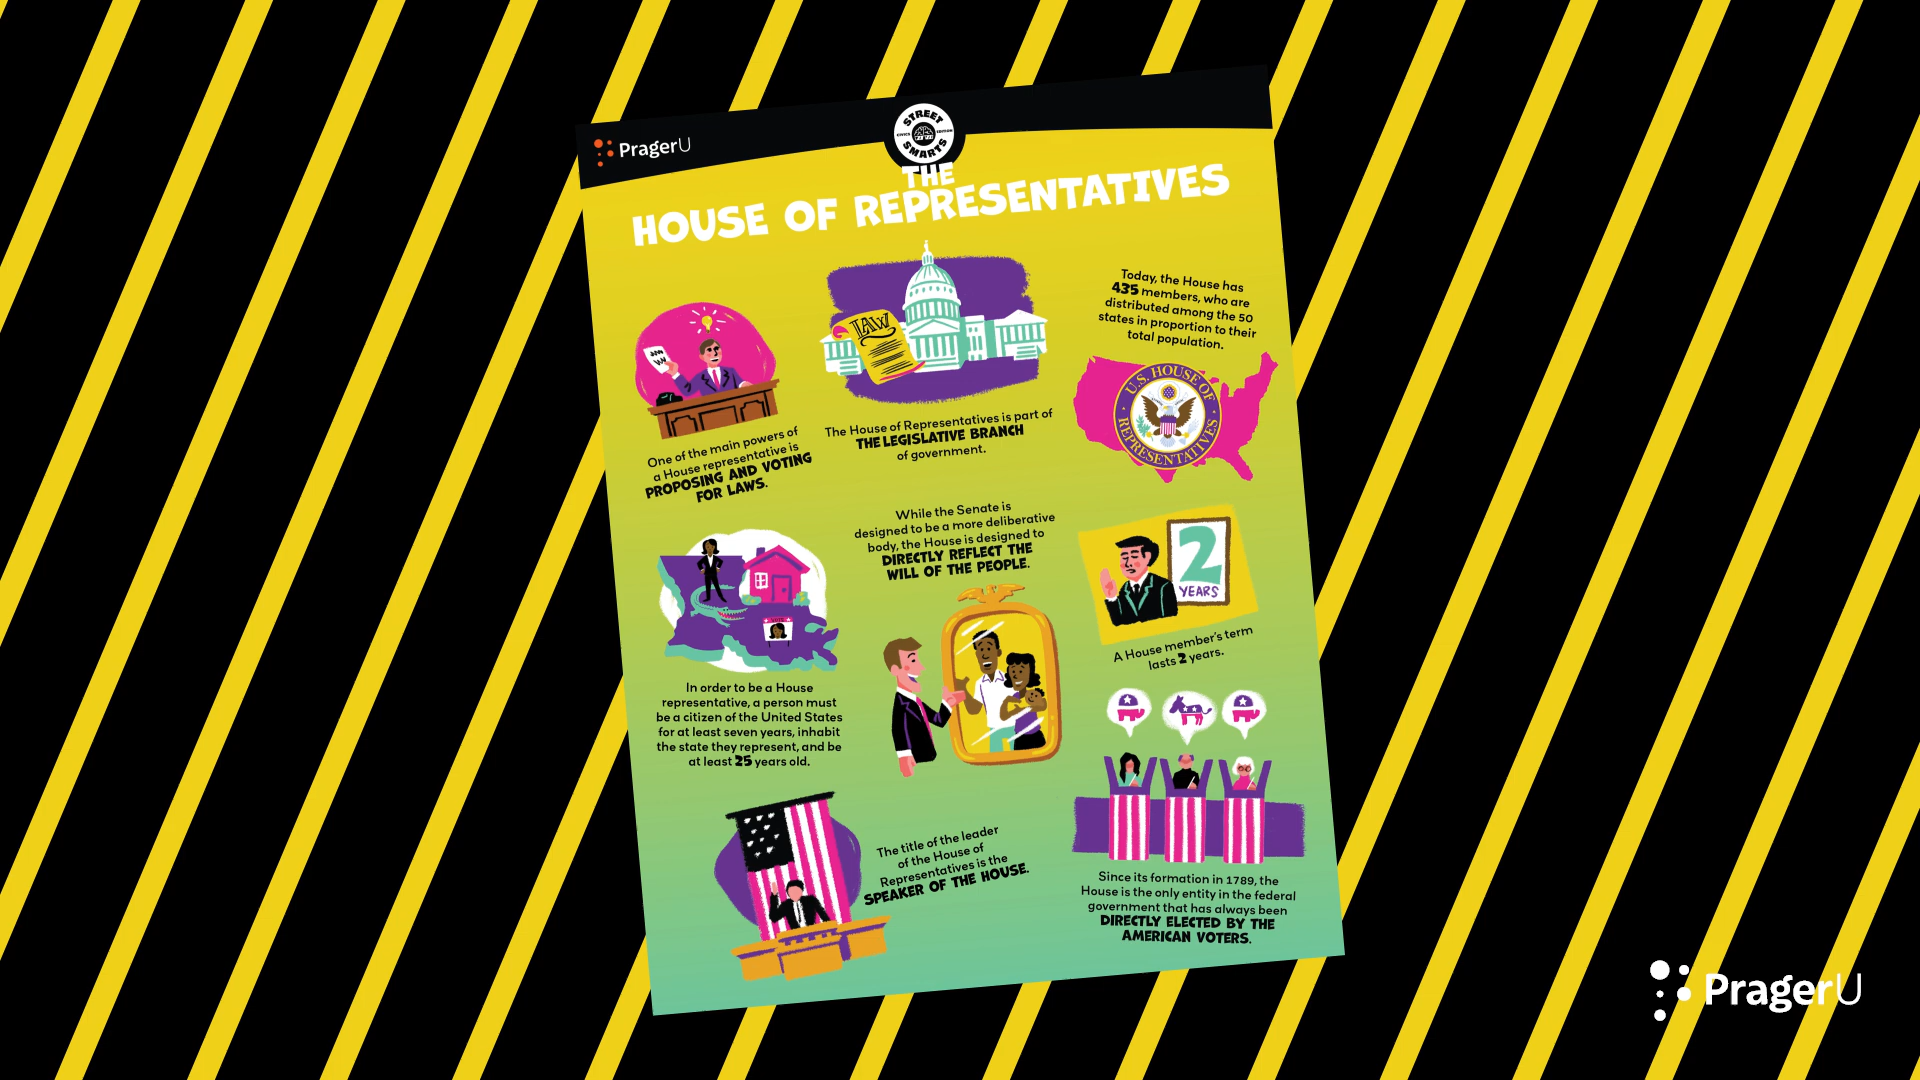 PragerU
STREET
CIVICS EDITION
SMARTS
THE
HOUSE OF REPRESENTATIVES
One of the main powers of
a House representative is
PROPOSING AND VOTING
FOR LAWS.
LAW
The House of Representatives is part of
THE LEGISLATIVE BRANCH
of government.
Today, the House has
435 members, who are
distributed among the 50
states in proportion to their
total population.
U.S. HOUSE OF
REPRESENTATIVES
VOTE
In order to be a House
representative, a person must
be a citizen of the United States
for at least seven years, inhabit
the state they represent, and be
at least 25 years old.
While the Senate is
designed to be a more deliberative
body, the House is designed to
DIRECTLY REFLECT THE
WILL OF THE PEOPLE.
2
YEARS
A House member's term
lasts 2 years.
The title of the leader
of the House of
Representatives is the
SPEAKER OF THE HOUSE.
Since its formation in 1789, the
House is the only entity in the federal
government that has always been
DIRECTLY ELECTED BY THE
AMERICAN VOTERS.
PragerU